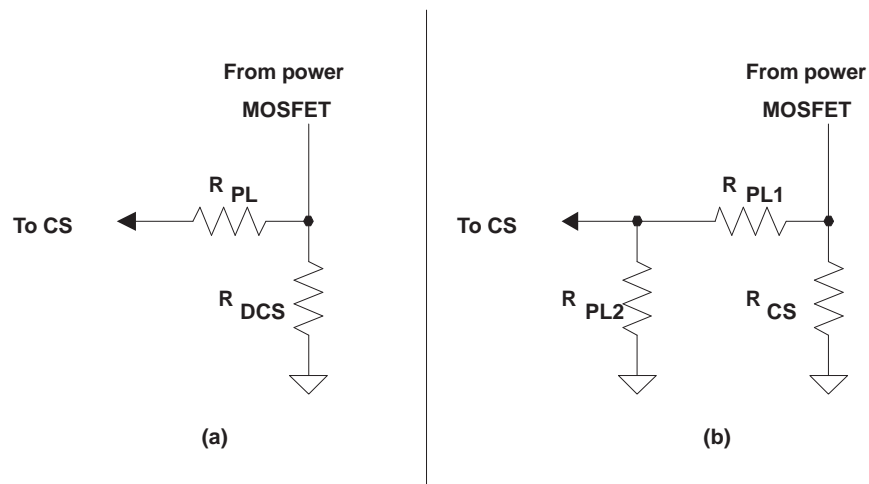 From power
MOSFET
R PL
To CS
R DCS
(a)
From power
MOSFET
R PL1
To CS
R PL2
R CS
(b)